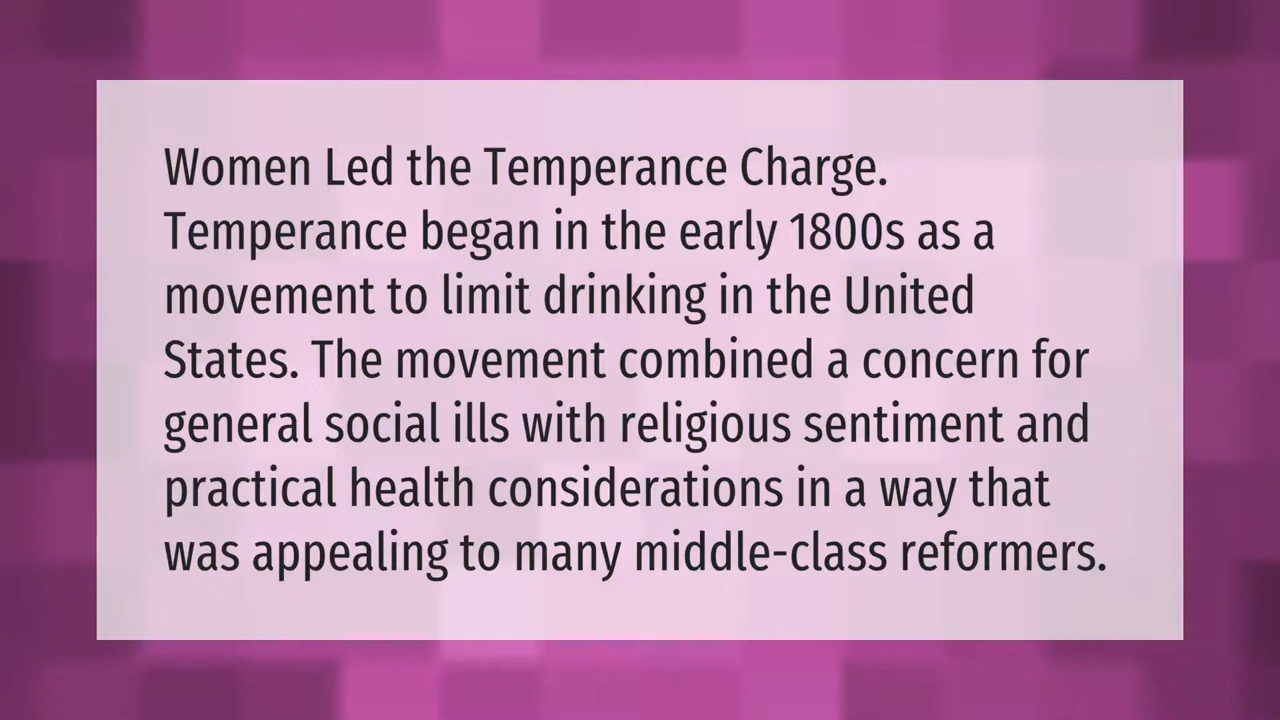 Women Led the Temperance Charge.
Temperance began in the early 1800s as a
movement to limit drinking in the United
States. The movement combined a concern for
general social ills with religious sentiment and
practical health considerations in a way that
was appealing to many middle-class reformers.